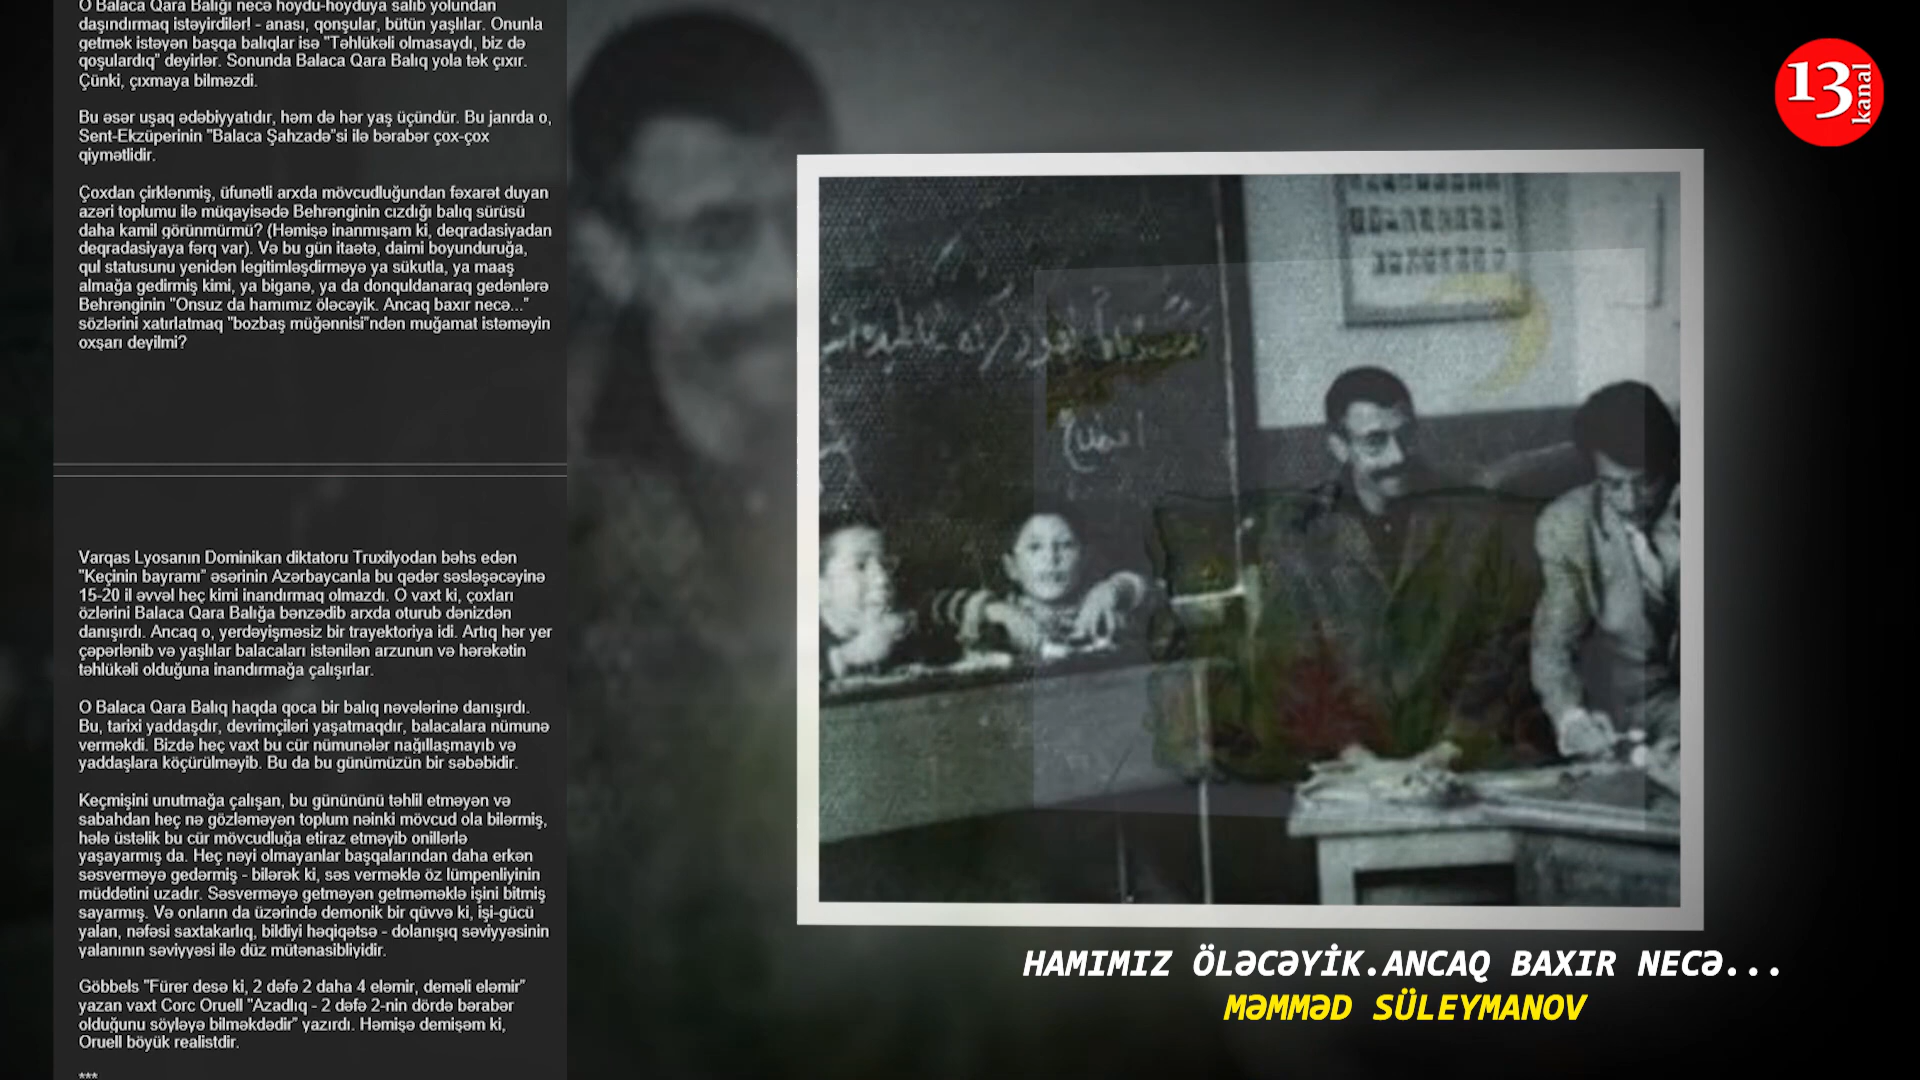 O Balaca Qara Balığı necə hoydu-hoyduya salıb yolundan
daşındırmaq istəyirdilər! - anası, qonşular, bütün yaşlılar. Onunla
getmək istəyən başqa balıqlar isə "Təhlükəli olmasaydı, biz də
qoşulardıq" deyirlər. Sonunda Balaca Qara Balıq yola tək çıxır.
Çünki, çıxmaya bilməzdi.
Bu əsər uşaq ədəbiyyatıdır, həm də hər yaş üçündür. Bu janrda o,
Sent-Ekzüperinin "Balaca Şahzadə"si ilə bərabər çox-çox
qiymətlidir.
Çoxdan çirklənmiş, üfunətli arxda mövcudluğundan fəxarət duyan
azəri toplumu ilə müqayisədə Behrənginin cızdığı balıq sürüsü
daha kamil görünmürmü? (Həmişə inanmışam ki, deqradasiyadan
deqradasiyaya fərq var). Və bu gün itaətə, daimi boyunduruğa,
qul statusunu yenidən legitimləşdirməyə ya sükutla, ya maaş
almağa gedirmiş kimi, ya biganə, ya da donquldanaraq gedənlərə
Behrənginin "Onsuz da hamımız öləcəyik. Ancaq baxır necə..."
sözlərini xatırlatmaq "bozbaş müğənnisi"ndən muğamat istəməyin
oxşarı deyilmi?
Varqas Lyosanın Dominikan diktatoru Truxilyodan bəhs edən
"Keçinin bayramı" əsərinin Azərbaycanla bu qədər səsləşəcəyinə
15-20 il əvvəl heç kimi inandırmaq olmazdı. O vaxt ki, çoxları
özlərini Balaca Qara Balığa bənzədib arxda oturub dənizdən
danışırdı. Ancaq o, yerdəyişməsiz bir trayektoriya idi. Artıq hər yer
çəpərlənib və yaşlılar balacaları istənilən arzunun və hərəkətin
təhlükəli olduğuna inandırmağa çalışırlar.
O Balaca Qara Balıq haqda qoca bir balıq nəvələrinə danışırdı.
Bu, tarixi yaddaşdır, devrimçiləri yaşatmaqdır, balacalara nümunə
verməkdi. Bizdə heç vaxt bu cür nümunələr nağıllaşmayıb və
yaddaşlara köçürülməyib. Bu da bu günümüzün bir səbəbidir.
Keçmişini unutmağa çalışan, bu günününü təhlil etməyən və
sabahdan heç nə gözləməyən toplum nəinki mövcud ola bilərmiş,
hələ üstəlik bu cür mövcudluğa etiraz etməyib onillərlə
yaşayarmış da. Heç nəyi olmayanlar başqalarından daha erkən
səsverməyə gedərmiş - bilərək ki, səs verməklə öz lümpenliyinin
müddətini uzadır. Səsverməyə getməyən getməməklə işini bitmiş
sayarmış. Və onların da üzərində demonik bir qüvvə ki, işi-gücü
yalan, nəfəsi saxtakarlıq, bildiyi həqiqətsə - dolanışıq səviyyəsinin
yalanının səviyyəsi ilə düz mütənasibliyidir.
Göbbels "Fürer desə ki, 2 dəfə 2 daha 4 eləmir, deməli eləmir"
yazan vaxt Corc Oruell "Azadlıq - 2 dəfə 2-nin dördə bərabər
olduğunu söyləyə bilməkdədir" yazırdı. Həmişə demişəm ki,
Oruell böyük realistdir.
***
13 kanal
HAMIMIZ ÖLƏCƏYİK.ANCAQ BAXIR NECƏ...
MƏMMƏD SÜLEYMANOV